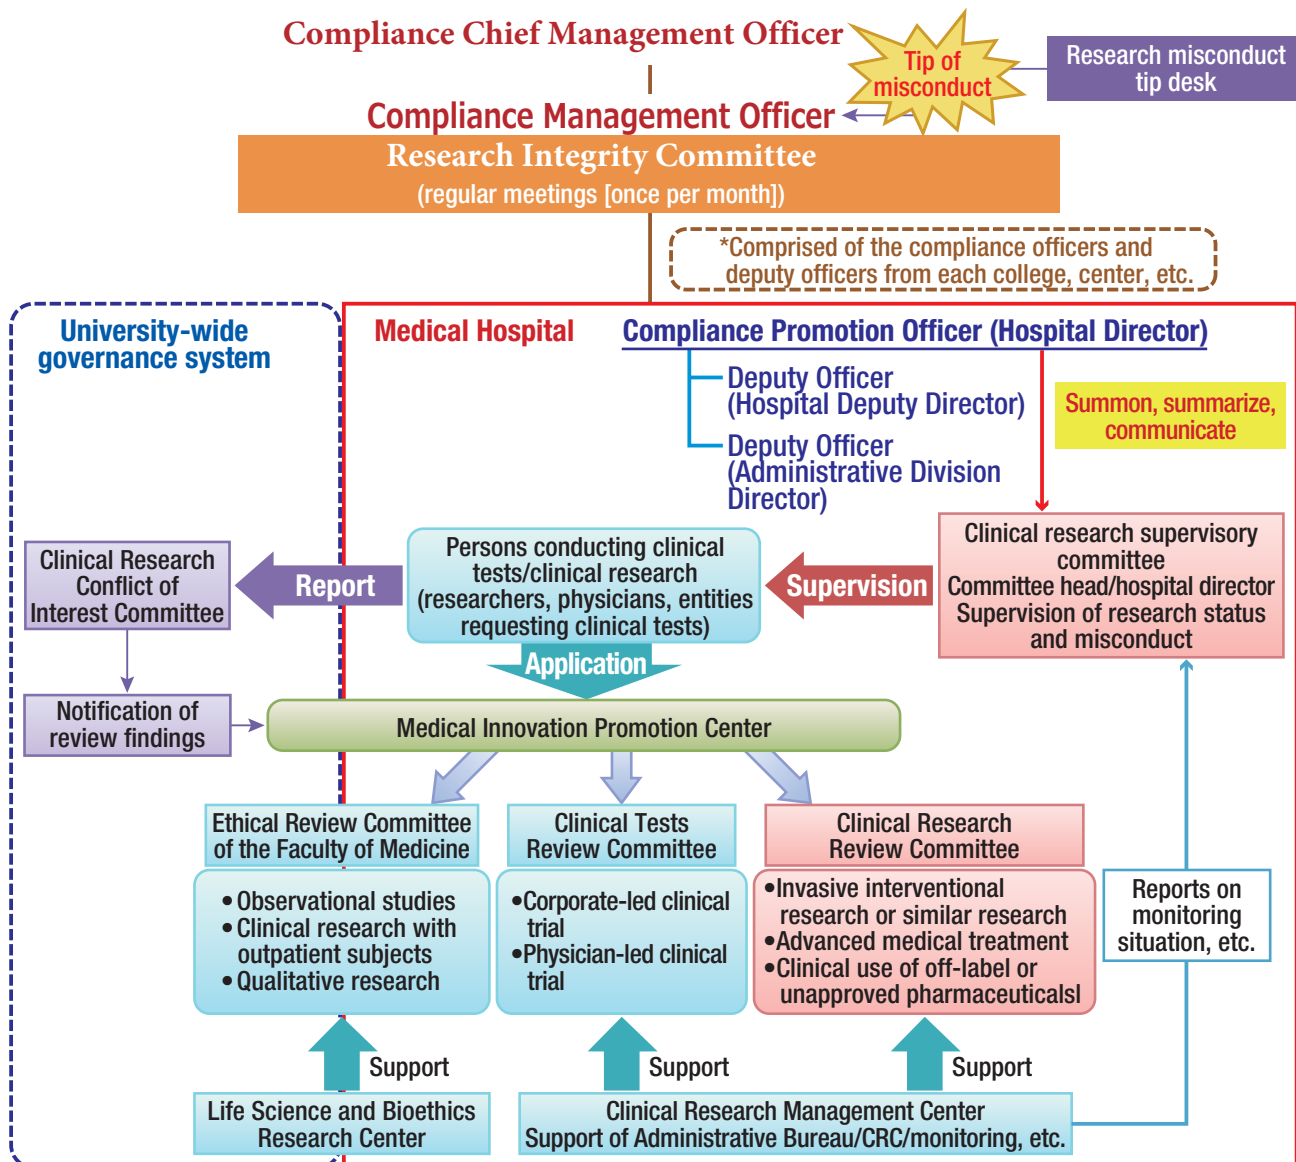 Compliance Chief Management Officer
Tip of
misconduct
Research misconduct
tip desk
Compliance Management Officer
Research Integrity Committee
(regular meetings [once per month])
*Comprised of the compliance officers and
deputy officers from each college, center, etc.
University-wide
governance system
Medical Hospital
Compliance Promotion Officer (Hospital Director)
Deputy Officer
(Hospital Deputy Director)
Deputy Officer
(Administrative Division
Director)
Summon, summarize,
communicate
Clinical Research
Conflict of
Interest Committee
Report
Persons conducting clinical
tests/clinical research
(researchers, physicians, entities
requesting clinical tests)
Supervision
Clinical research supervisory
committee
Committee head/hospital director
Supervision of research status
and misconduct
Application
Notification of
review findings
Medical Innovation Promotion Center
Ethical Review Committee
of the Faculty of Medicine
•Observational studies
•Clinical research with
outpatient subjects
•Qualitative research
Clinical Tests
Review Committee
•Corporate-led clinical
trial
•Physician-led clinical
trial
Clinical Research
Review Committee
•Invasive interventional
research or similar research
•Advanced medical treatment
•Clinical use of off-label or
unapproved pharmaceuticalsl
Reports on
monitoring
situation, etc.
Support
Support
Support
Life Science and Bioethics
Research Center
Clinical Research Management Center
Support of Administrative Bureau/CRC/monitoring, etc.